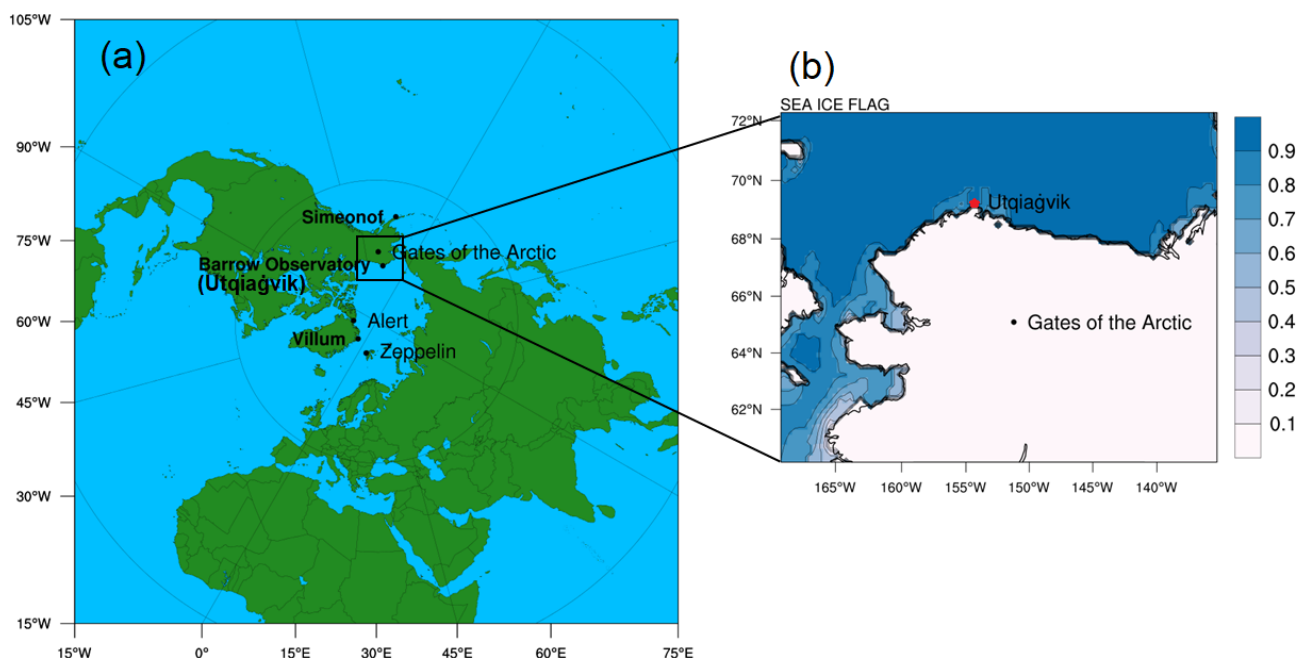 (a)
105°W
90°W
75°W
60°W
45°W
30°W
15°W
15°W
0°
15°E
30°E
45°E
60°E
75°E
Simeonof
Gates of the Arctic
Barrow Observatory
(Utqiaġvik)
Alert
Villum
Zeppelin
(b)
SEA ICE FLAG
72°N
70°N
68°N
66°N
64°N
62°N
165°W
160°W
155°W
150°W
145°W
140°W
Utqiaġvik
Gates of the Arctic
0.9
0.8
0.7
0.6
0.5
0.4
0.3
0.2
0.1